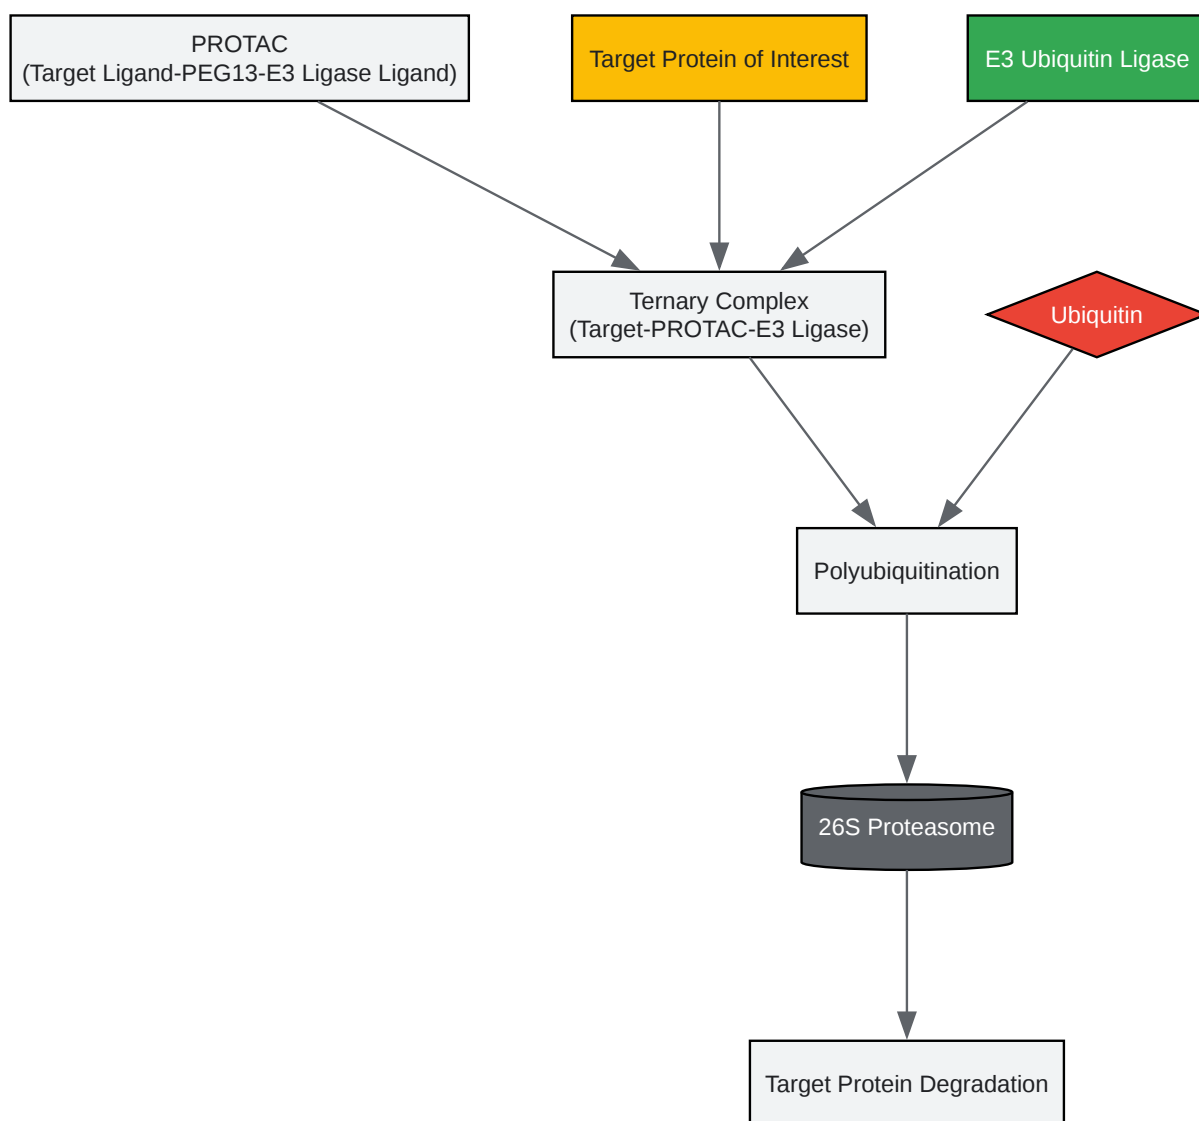 PROTAC
(Target Ligand-PEG13-E3 Ligase Ligand)
Target Protein of Interest
E3 Ubiquitin Ligase
Ternary Complex
(Target-PROTAC-E3 Ligase)
Ubiquitin
Polyubiquitination
26S Proteasome
Target Protein Degradation